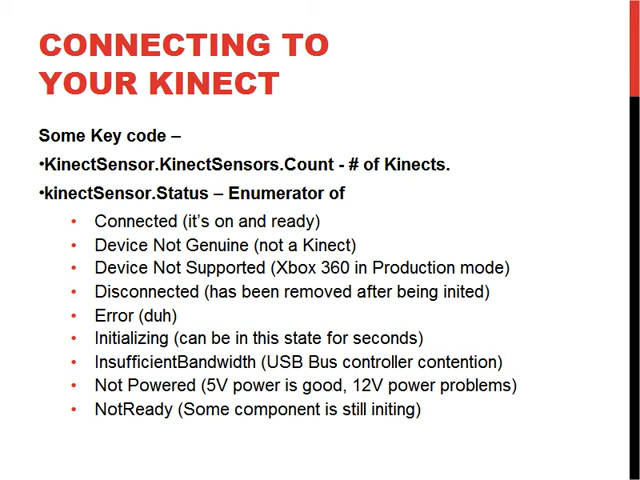 CONNECTING TO
YOUR KINECT
Some Key code –
•KinectSensor.KinectSensors.Count - # of Kinects.
•kinectSensor.Status – Enumerator of
• Connected (it's on and ready)
• Device Not Genuine (not a Kinect)
• Device Not Supported (Xbox 360 in Production mode)
• Disconnected (has been removed after being inited)
• Error (duh)
• Initializing (can be in this state for seconds)
• InsufficientBandwidth (USB Bus controller contention)
• Not Powered (5V power is good, 12V power problems)
• NotReady (Some component is still initing)